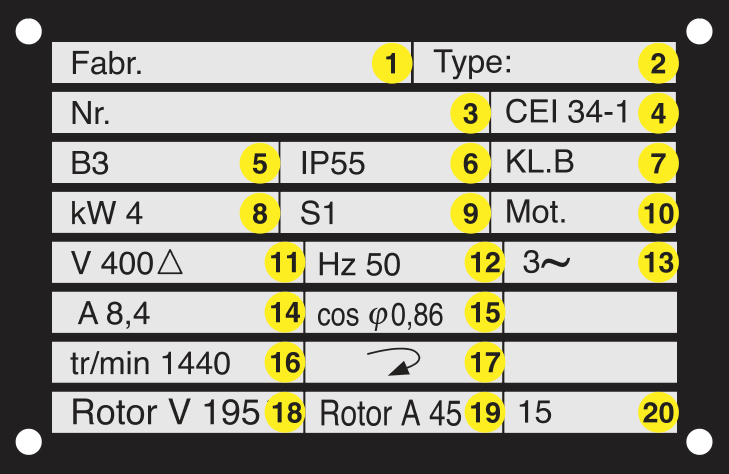 Fabr. 1 Type: 2
Nr. 3 CEI 34-1 4
B3 5 IP55 6 KL.B 7
kW 4 8 S1 9 Mot. 10
V 400△ 11 Hz 50 12 3~ 13
A 8,4 14 cos φ0,86 15
tr/min 1440 16 17
Rotor V 195 18 Rotor A 45 19 15 20